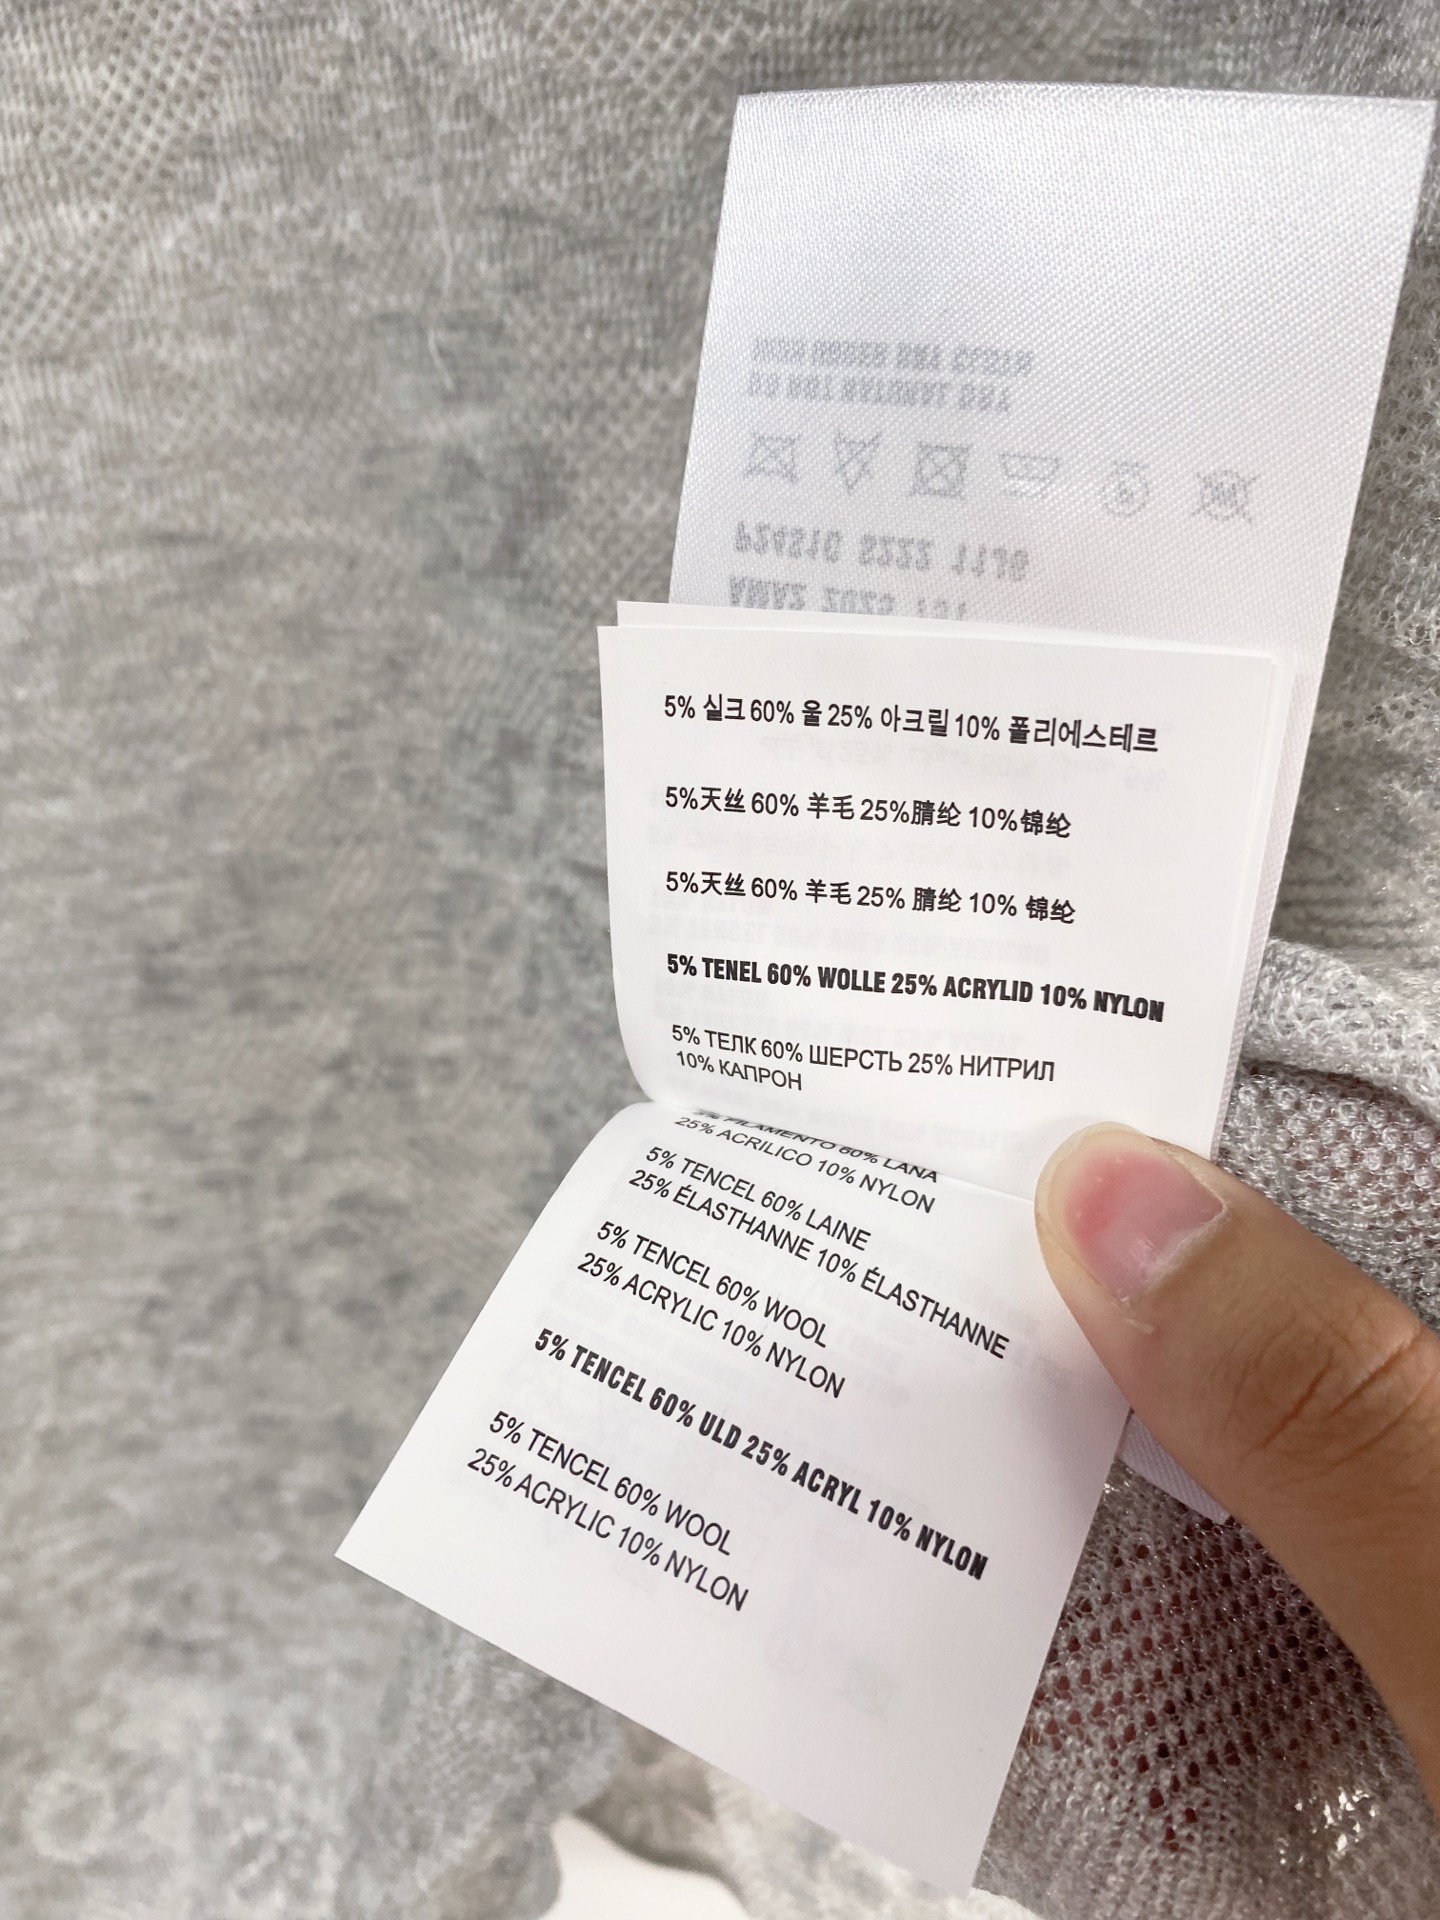 5% 실크 60% 울 25% 아크릴 10% 폴리에스테르
5%天丝 60% 羊毛 25%腈纶 10%锦纶
5%天丝 60% 羊毛 25% 腈纶 10% 锦纶
5% TENEL 60% WOLLE 25% ACRYLID 10% NYLON
5% ТЕЛК 60% ШЕРСТЬ 25% НИТРИЛ
10% КАПРОН
5% FILAMENTO 60% LANA
25% ACRILICO 10% NYLON
5% TENCEL 60% LAINE
25% ÉLASTHANNE 10% ÉLASTHANNE
5% TENCEL 60% WOOL
25% ACRYLIC 10% NYLON
5% TENCEL 60% ULD 25% ACRYL 10% NYLON
5% TENCEL 60% WOOL
25% ACRYLIC 10% NYLON